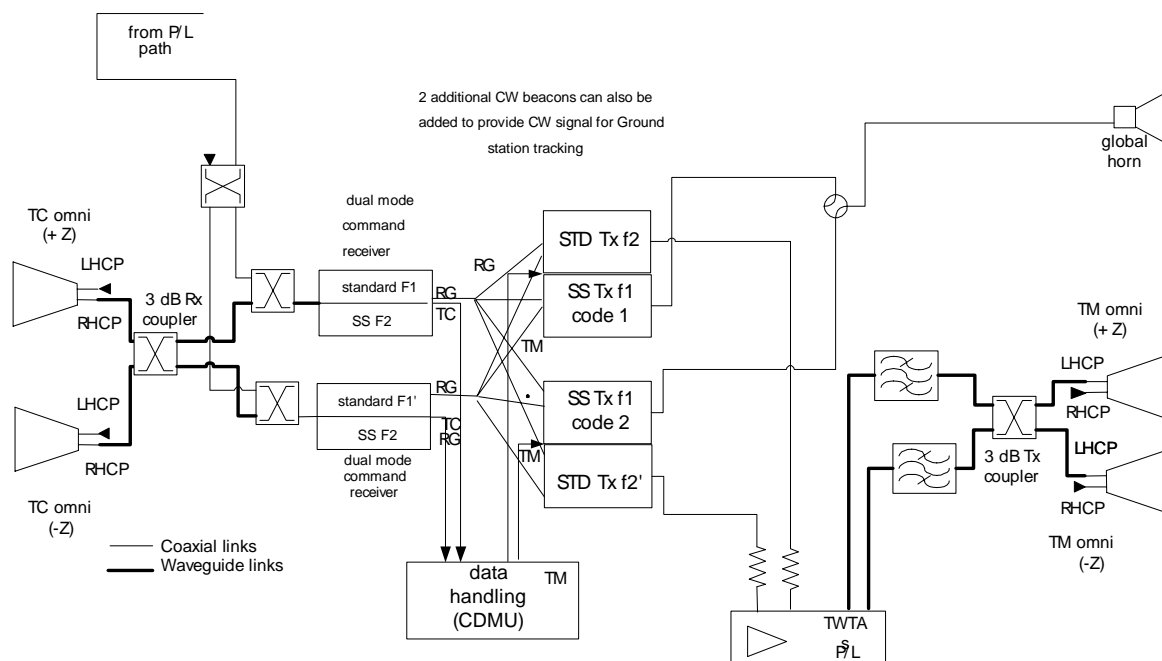 from P/L
path
2 additional CW beacons can also be
added to provide CW signal for Ground
station tracking
global
horn
TC omni
(+ Z)
LHCP
RHCP
3 dB Rx
coupler
dual mode
command
receiver
standard F1
SS F2
RG
TC
RG
STD Tx f2
SS Tx f1
code 1
TM
LHCP
RHCP
TC omni
(-Z)
standard F1'
SS F2
RG
TC
RG
dual mode
command
receiver
SS Tx f1
code 2
TM
STD Tx f2'
TM omni
(+ Z)
LHCP
RHCP
LHCP
3 dB Tx
coupler
RHCP
TM omni
(-Z)
Coaxial links
Waveguide links
data
handling
(CDMU)
TM
TWTA
s
P/L